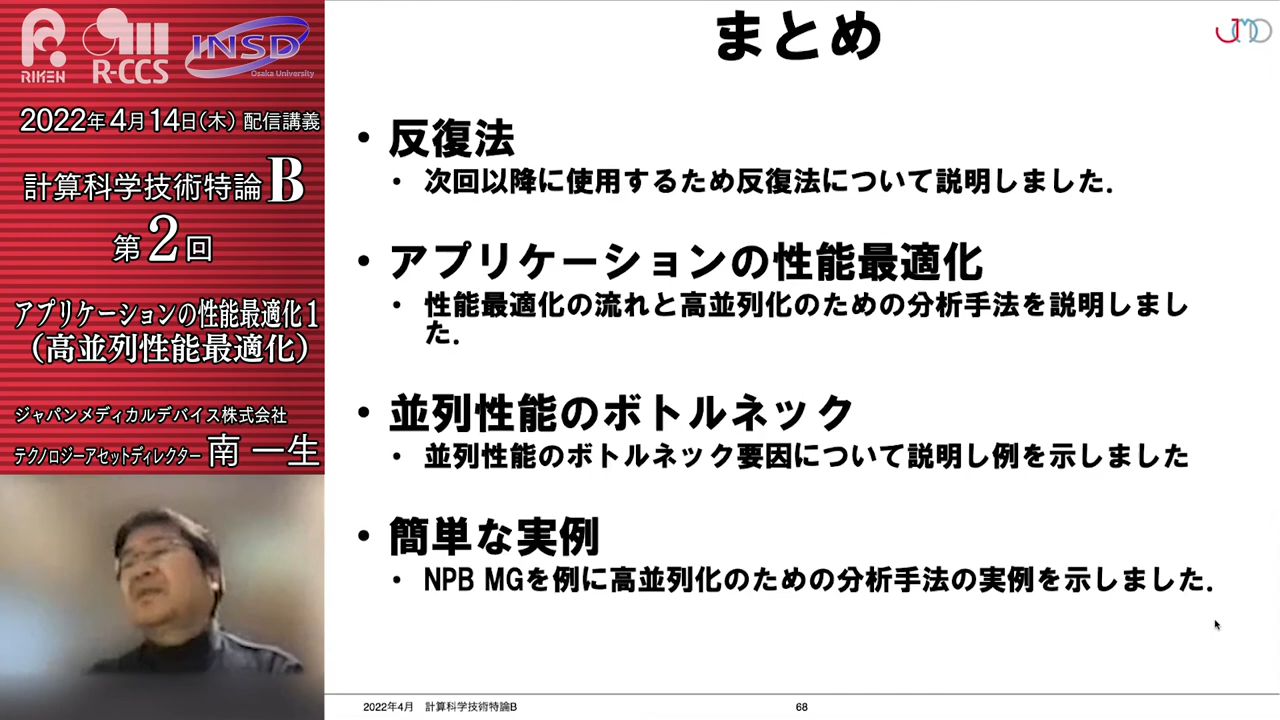 RIKEN
R-CCS
INSD
Osaka University
2022年4月14日(木) 配信講義
計算科学技術特論B
第2回
アプリケーションの性能最適化1
(高並列性能最適化)
ジャパンメディカルデバイス株式会社
テクノロジーアセットディレクター 南 一生
まとめ
JMD
• 反復法
• 次回以降に使用するため反復法について説明しました.
• アプリケーションの性能最適化
• 性能最適化の流れと高並列化のための分析手法を説明しまし
た.
• 並列性能のボトルネック
• 並列性能のボトルネック要因について説明し例を示しました
• 簡単な実例
• NPB MGを例に高並列化のための分析手法の実例を示しました.
2022年4月 計算科学技術特論B
68